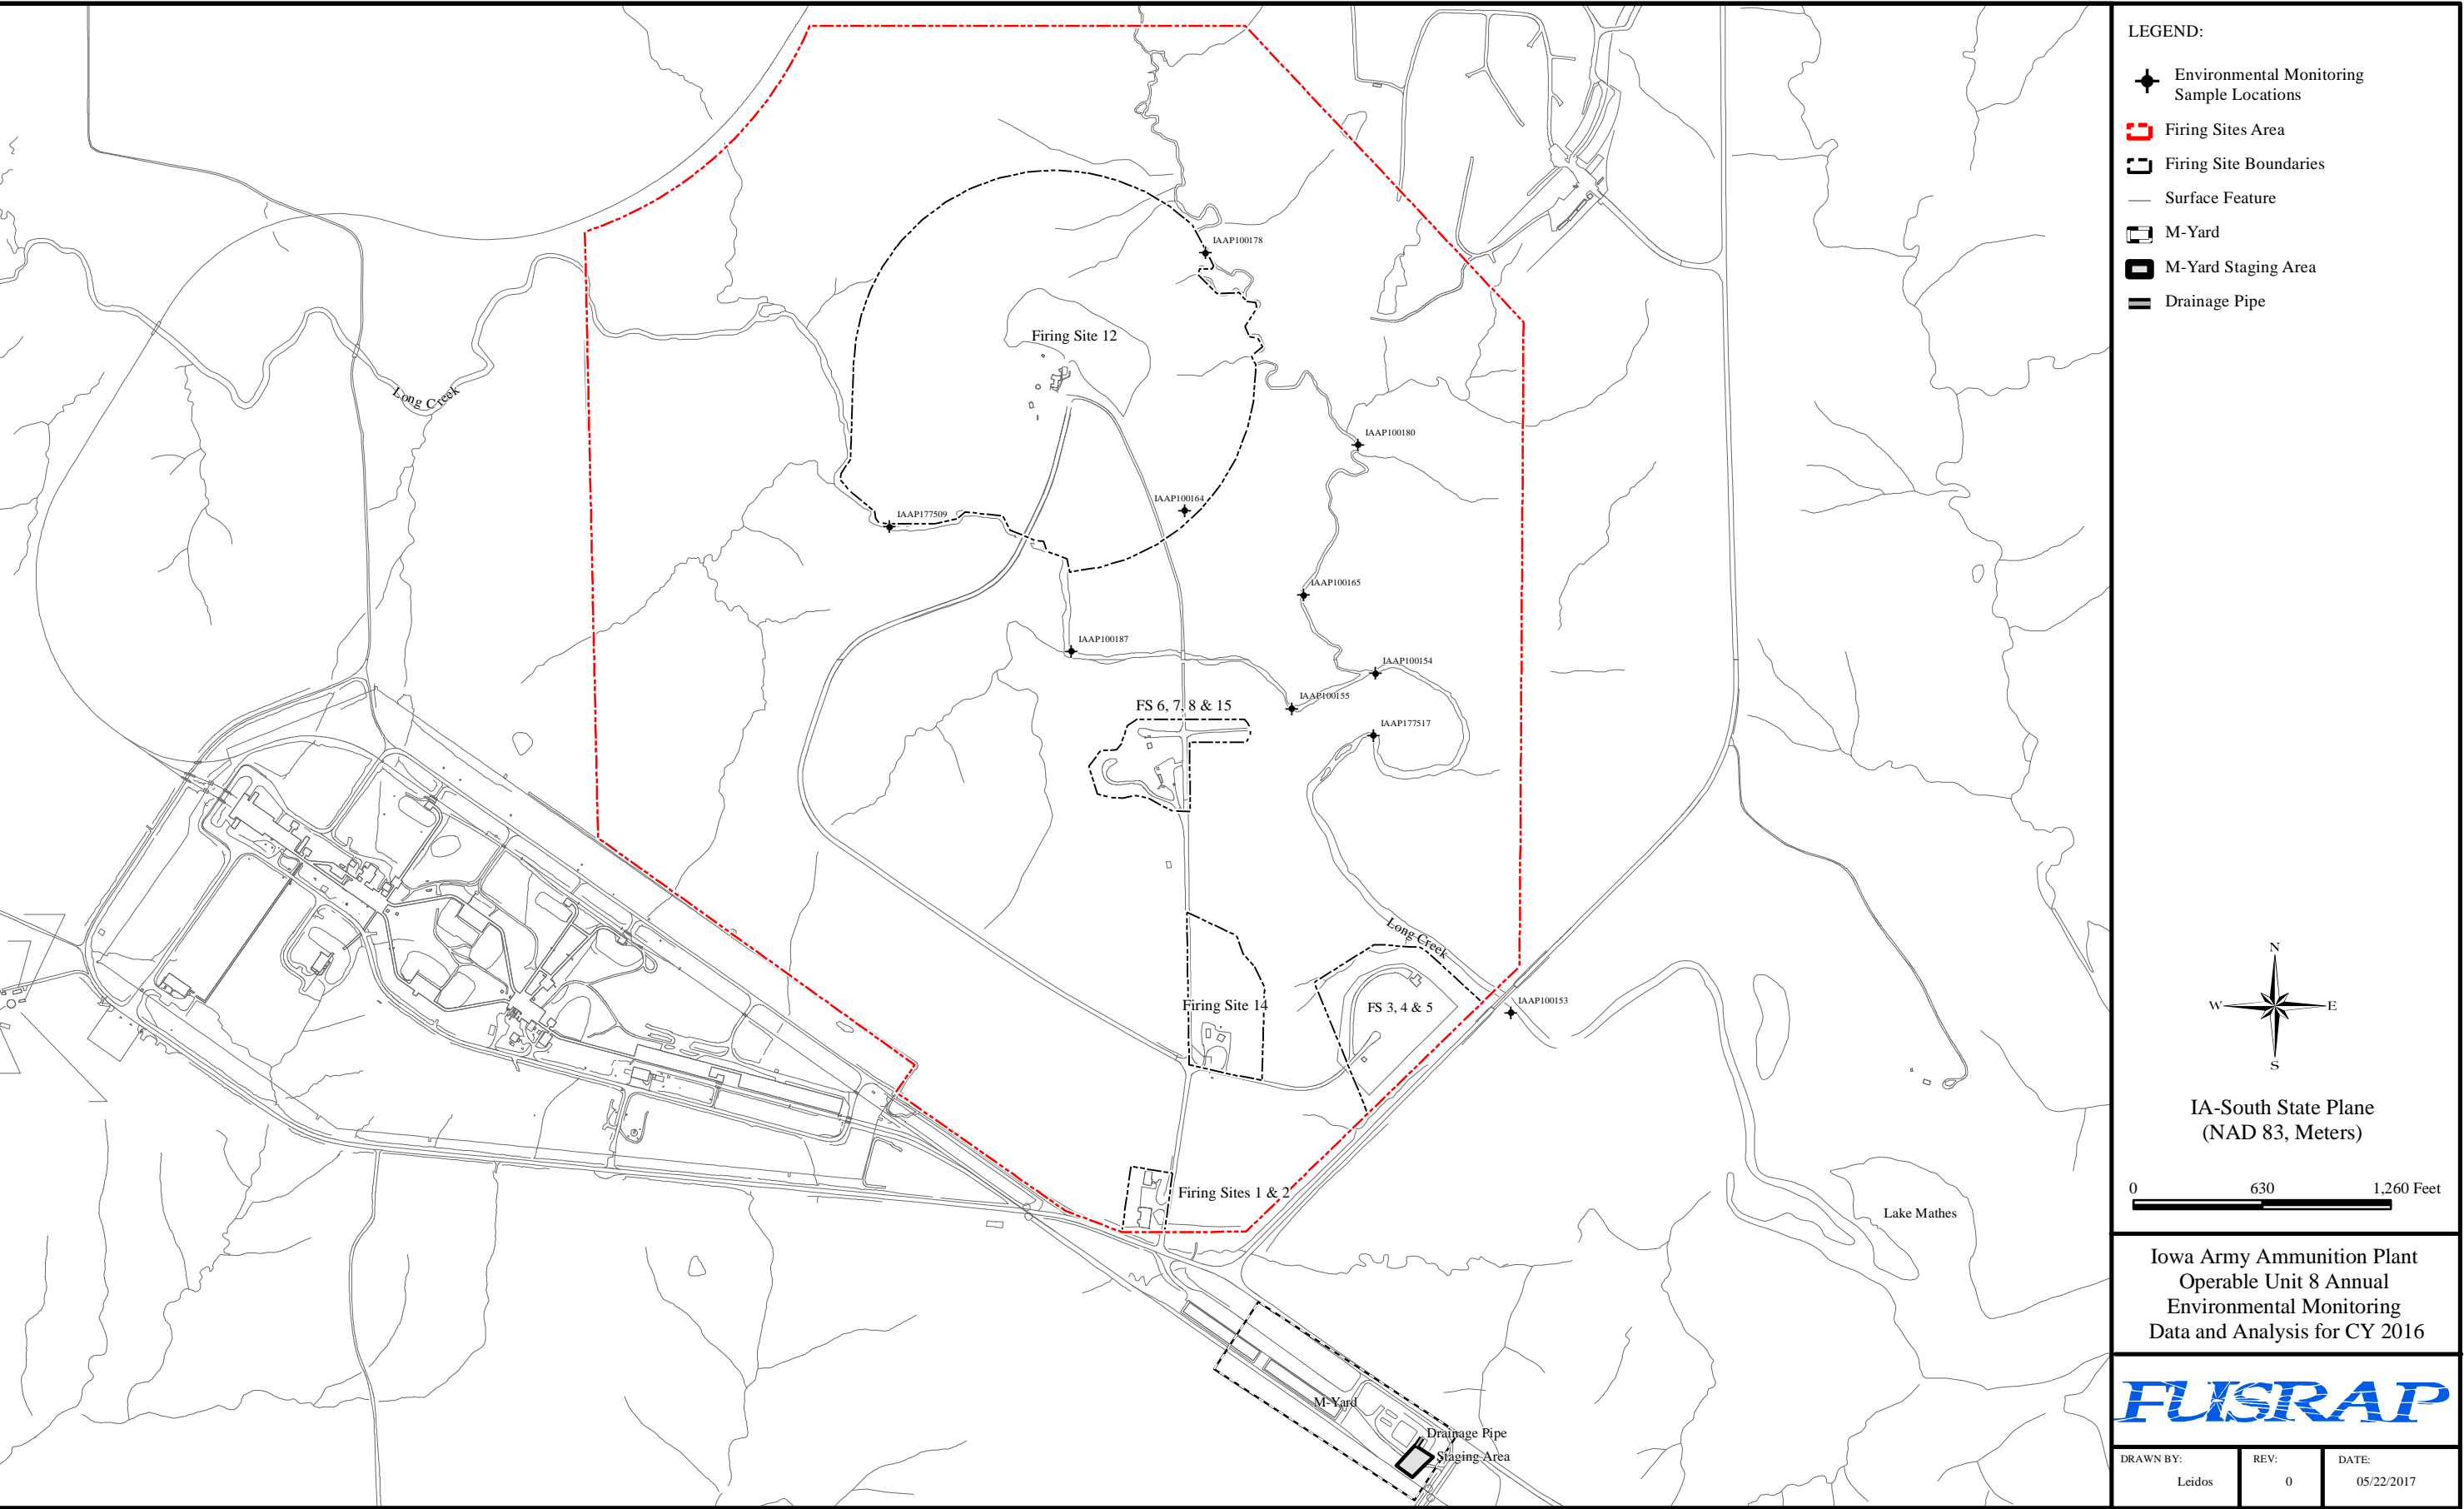 LEGEND:
Environmental Monitoring
Sample Locations
Firing Sites Area
Firing Site Boundaries
Surface Feature
M-Yard
M-Yard Staging Area
Drainage Pipe
IAAP100178
Firing Site 12
Long Creek
IAAP100180
IAAP100164
IAAP177509
IAAP100165
IAAP100187
IAAP100154
IAAP100155
FS 6, 7, 8 & 15
IAAP177517
Long Creek
Firing Site 14
FS 3, 4 & 5
IAAP100153
Firing Sites 1 & 2
Lake Mathes
M-Yard
Drainage Pipe
Staging Area
N
W
E
S
IA-South State Plane
(NAD 83, Meters)
0 630 1,260 Feet
Iowa Army Ammunition Plant
Operable Unit 8 Annual
Environmental Monitoring
Data and Analysis for CY 2016
FUSRAP
DRAWN BY:
Leidos
REV:
0
DATE:
05/22/2017